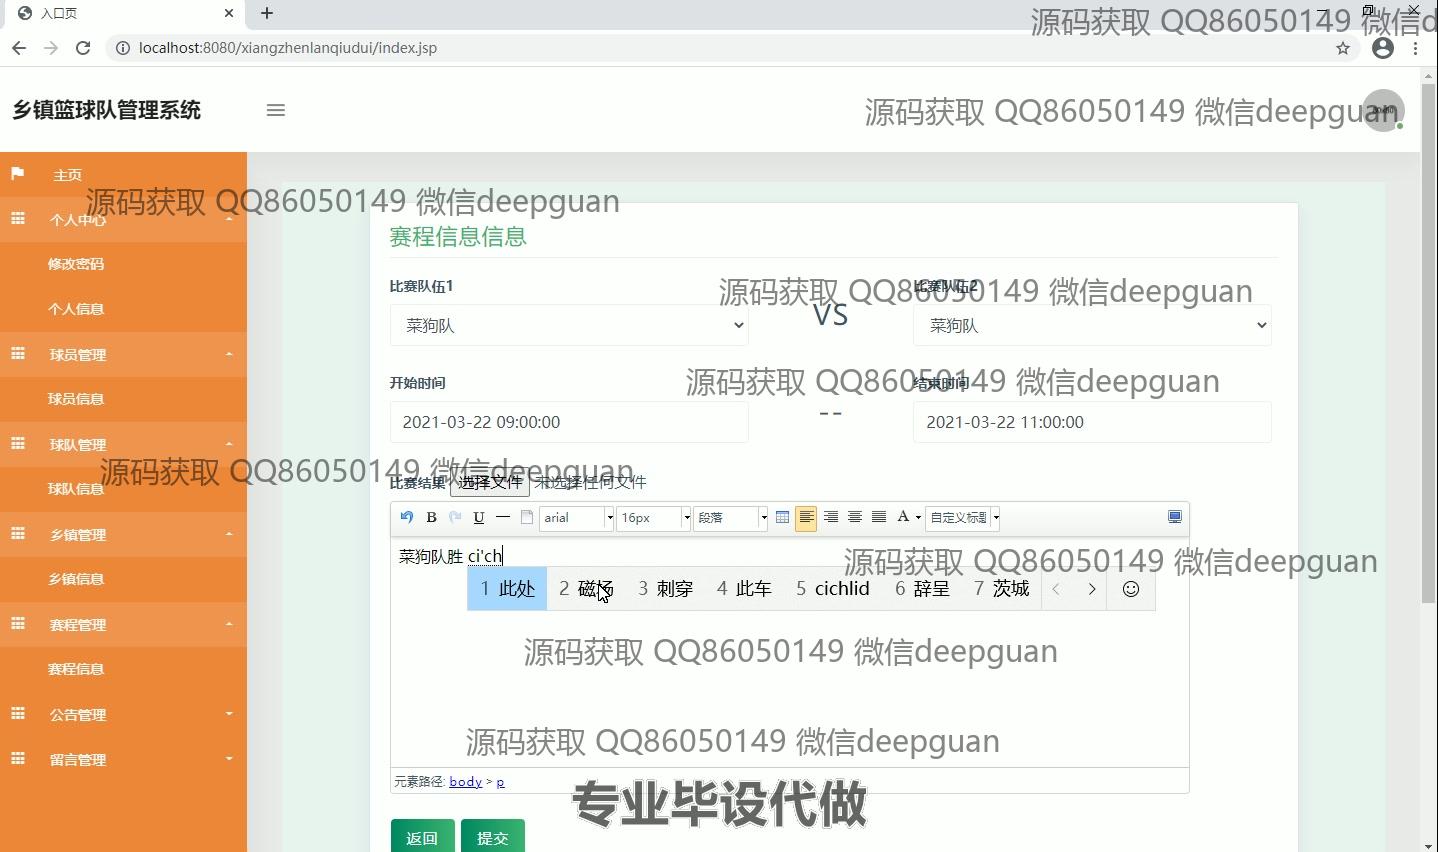 入口页
localhost:8080/xiangzhenlanqiudui/index.jsp
源码获取 QQ86050149 微信deepguan
乡镇篮球队管理系统
源码获取 QQ86050149 微信deepguan
主页
源码获取 QQ86050149 微信deepguan
个人中心
修改密码
个人信息
球员管理
球员信息
球队管理
球队信息
乡镇管理
乡镇信息
赛程管理
赛程信息
公告管理
留言管理
赛程信息信息
比赛队伍1
比赛队伍2
源码获取 QQ86050149 微信deepguan
菜狗队
VS
菜狗队
开始时间
结束时间
源码获取 QQ86050149 微信deepguan
2021-03-22 09:00:00
--
2021-03-22 11:00:00
源码获取 QQ86050149 微信deepguan
比赛结果 选择文件 未选择任何文件
B U arial 16px 段落 A 自定义标题
菜狗队胜 ci'ch
源码获取 QQ86050149 微信deepguan
1 此处 2 磁场 3 刺穿 4 此车 5 cichlid 6 辞呈 7 茨城
源码获取 QQ86050149 微信deepguan
源码获取 QQ86050149 微信deepguan
元素路径: body > p
专业毕设代做
返回 提交